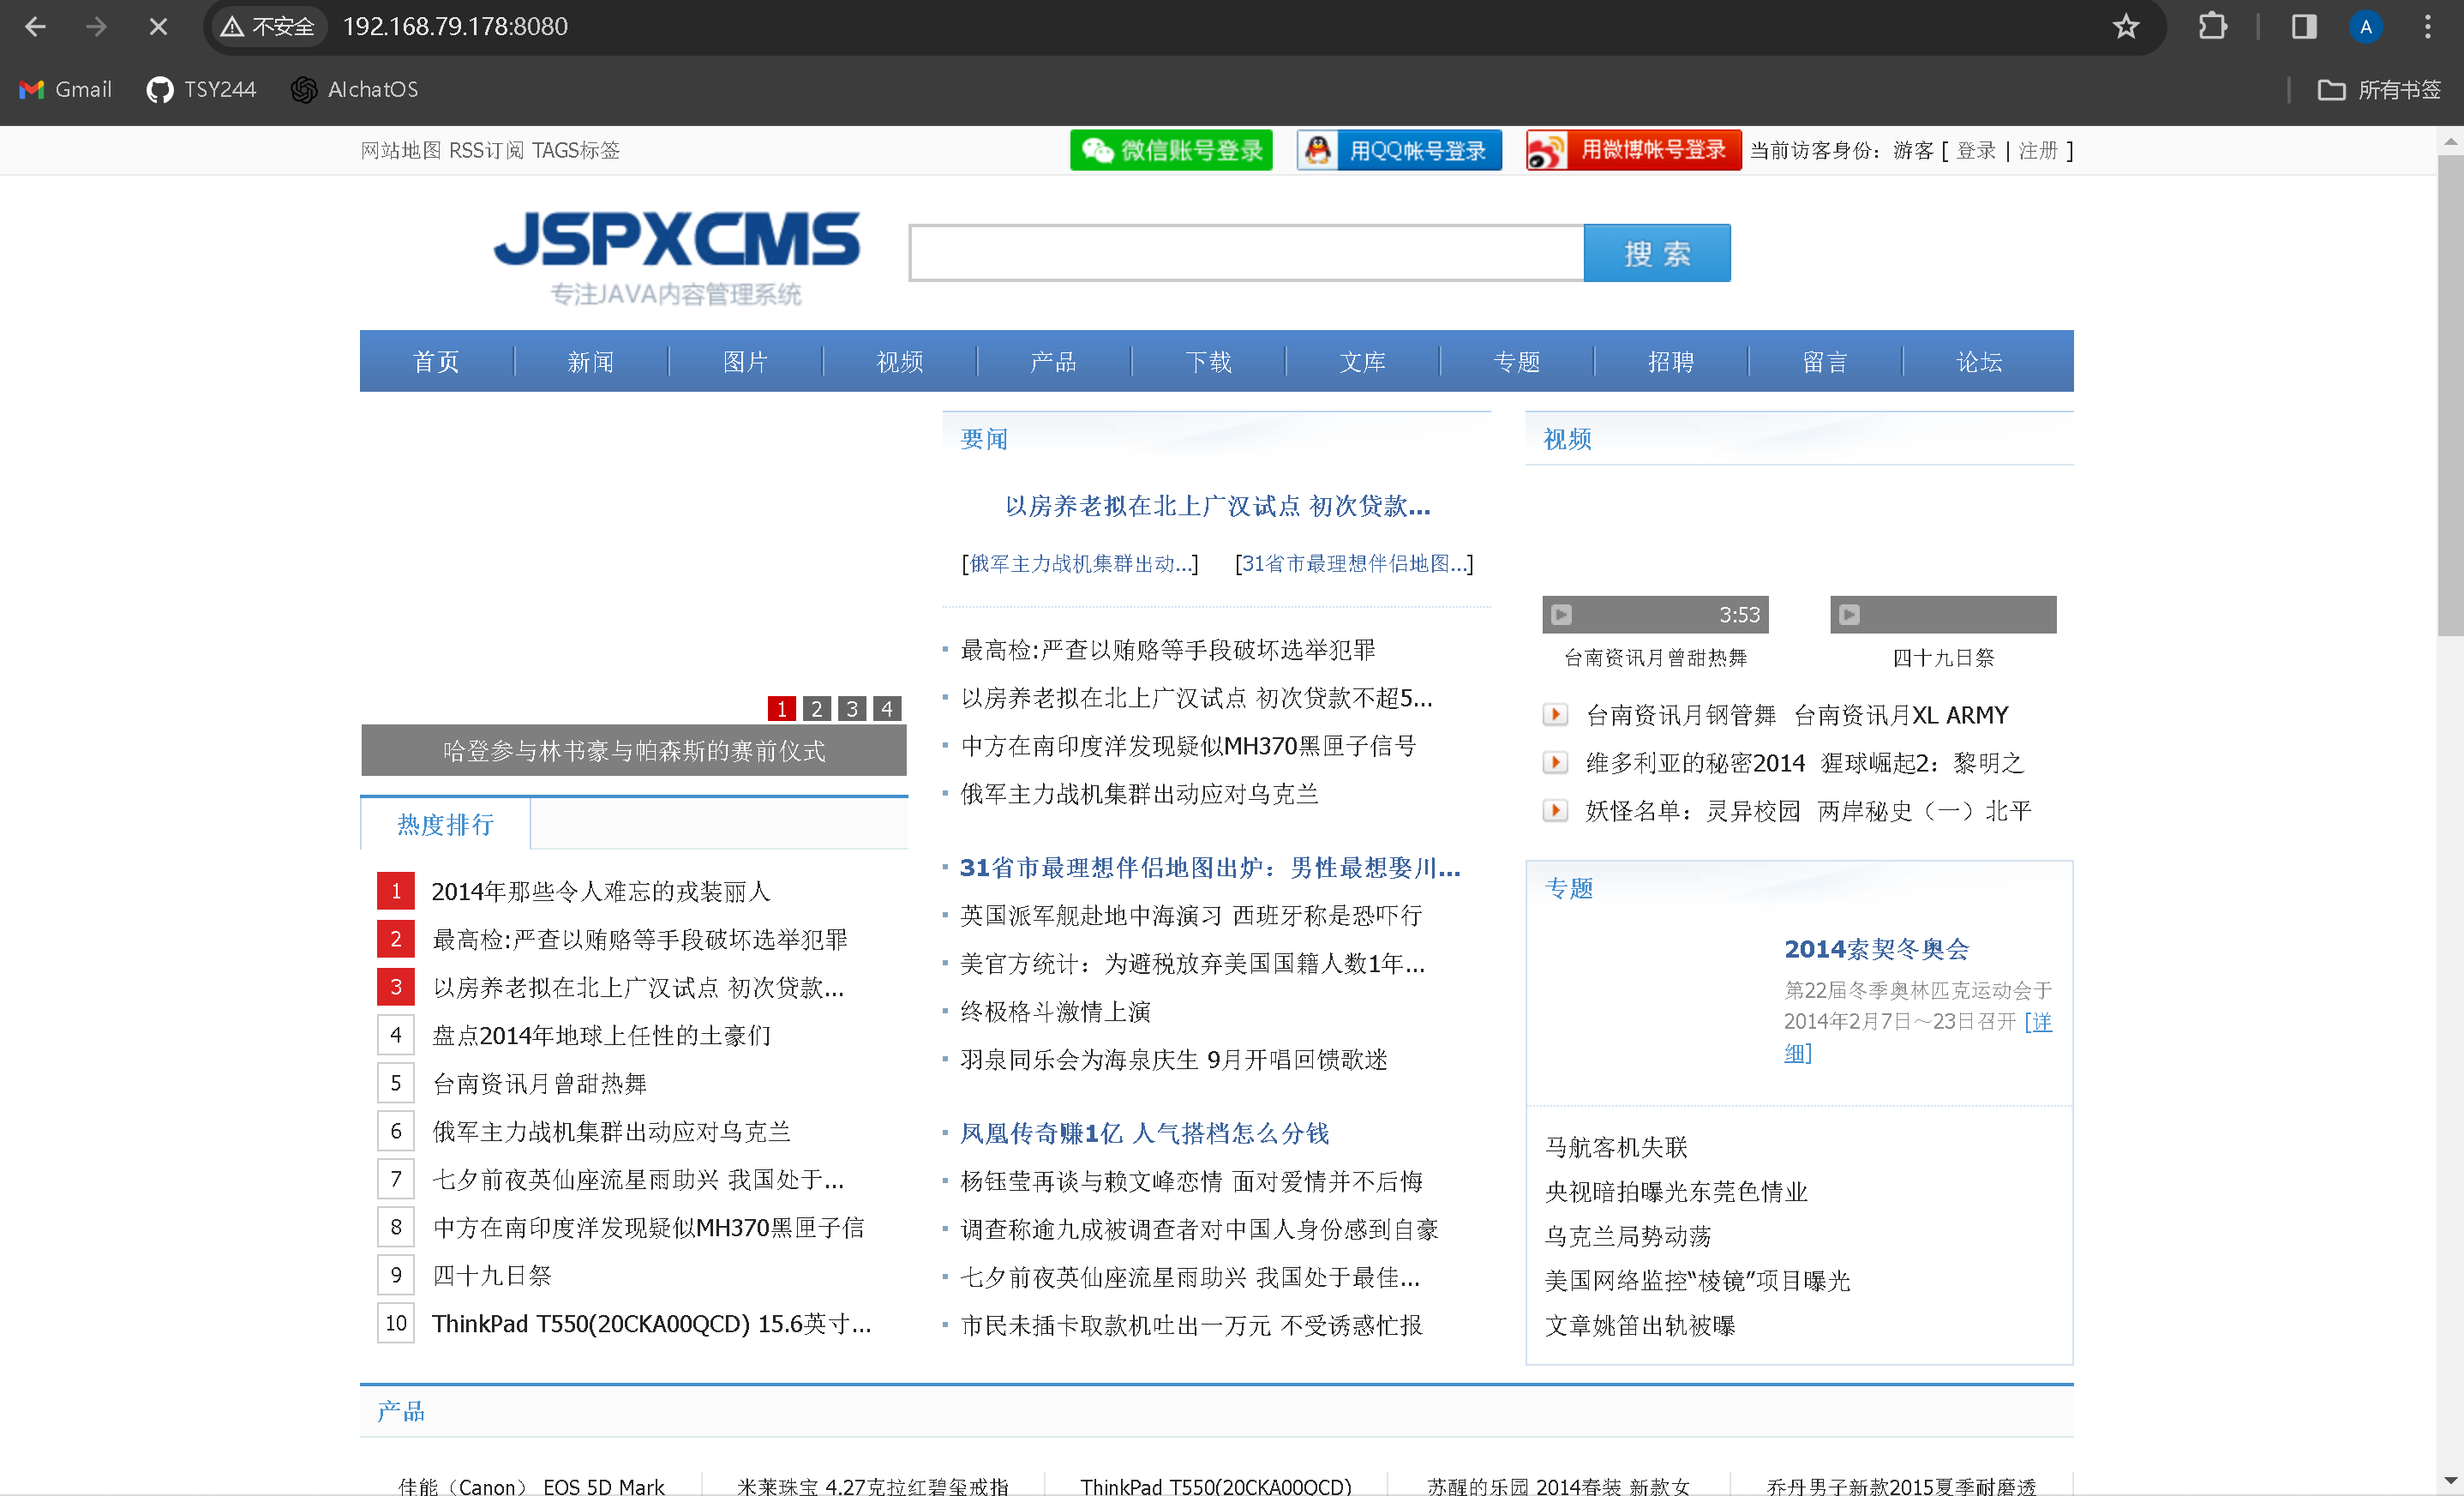 不安全 192.168.79.178:8080
Gmail TSY244 AIchatOS 所有书签
网站地图 RSS订阅 TAGS标签 微信账号登录 用QQ帐号登录 用微博帐号登录 当前访客身份：游客 [ 登录 | 注册 ]
JSPXCMS
专注JAVA内容管理系统
搜 索
首页 新闻 图片 视频 产品 下载 文库 专题 招聘 留言 论坛
1 2 3 4
哈登参与林书豪与帕森斯的赛前仪式
热度排行
1 2014年那些令人难忘的戎装丽人
2 最高检:严查以贿赂等手段破坏选举犯罪
3 以房养老拟在北上广汉试点 初次贷款...
4 盘点2014年地球上任性的土豪们
5 台南资讯月曾甜热舞
6 俄军主力战机集群出动应对乌克兰
7 七夕前夜英仙座流星雨助兴 我国处于...
8 中方在南印度洋发现疑似MH370黑匣子信
9 四十九日祭
10 ThinkPad T550(20CKA00QCD) 15.6英寸...
要闻
以房养老拟在北上广汉试点 初次贷款...
[俄军主力战机集群出动...] [31省市最理想伴侣地图...]
最高检:严查以贿赂等手段破坏选举犯罪
以房养老拟在北上广汉试点 初次贷款不超5...
中方在南印度洋发现疑似MH370黑匣子信号
俄军主力战机集群出动应对乌克兰
31省市最理想伴侣地图出炉：男性最想娶川...
英国派军舰赴地中海演习 西班牙称是恐吓行
美官方统计：为避税放弃美国国籍人数1年...
终极格斗激情上演
羽泉同乐会为海泉庆生 9月开唱回馈歌迷
凤凰传奇赚1亿 人气搭档怎么分钱
杨钰莹再谈与赖文峰恋情 面对爱情并不后悔
调查称逾九成被调查者对中国人身份感到自豪
七夕前夜英仙座流星雨助兴 我国处于最佳...
市民未插卡取款机吐出一万元 不受诱惑忙报
视频
3:53
台南资讯月曾甜热舞 四十九日祭
台南资讯月钢管舞 台南资讯月XL ARMY
维多利亚的秘密2014 猩球崛起2：黎明之
妖怪名单：灵异校园 两岸秘史（一）北平
专题
2014索契冬奥会
第22届冬季奥林匹克运动会于
2014年2月7日～23日召开 [详
细]
马航客机失联
央视暗拍曝光东莞色情业
乌克兰局势动荡
美国网络监控“棱镜”项目曝光
文章姚笛出轨被曝
产品
佳能（Canon） EOS 5D Mark 米莱珠宝 4.27克拉红碧玺戒指 ThinkPad T550(20CKA00QCD) 苏醒的乐园 2014春装 新款女 乔丹男子新款2015夏季耐磨透
A